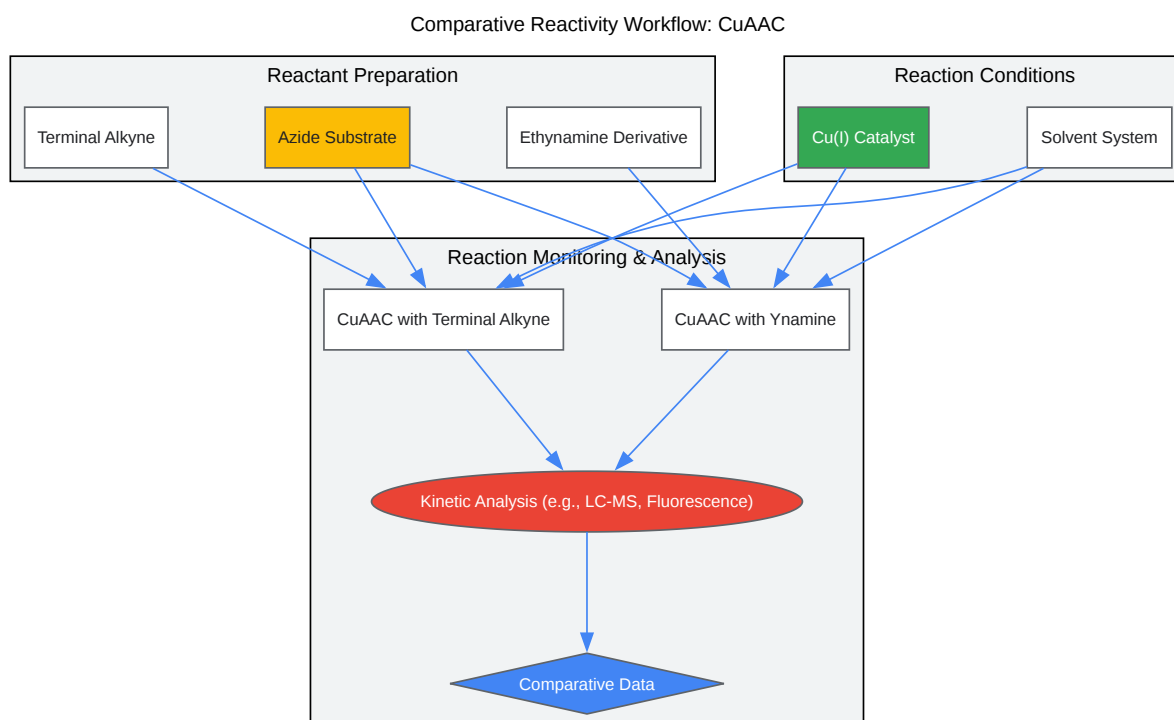 Comparative Reactivity Workflow: CuAAC
Reactant Preparation
Reaction Conditions
Terminal Alkyne
Azide Substrate
Ethynamine Derivative
Cu(I) Catalyst
Solvent System
Reaction Monitoring & Analysis
CuAAC with Terminal Alkyne
CuAAC with Ynamine
Kinetic Analysis (e.g., LC-MS, Fluorescence)
Comparative Data